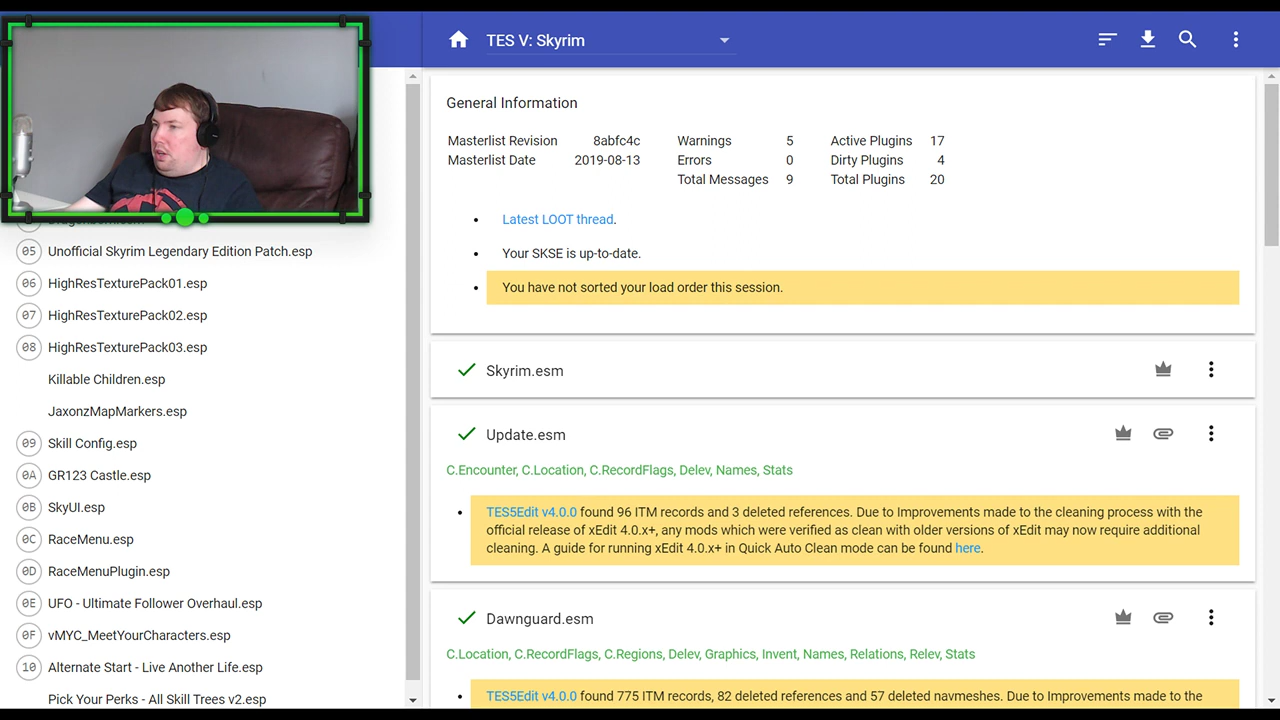 TES V: Skyrim
05 Unofficial Skyrim Legendary Edition Patch.esp
06 HighResTexturePack01.esp
07 HighResTexturePack02.esp
08 HighResTexturePack03.esp
Killable Children.esp
JaxonzMapMarkers.esp
09 Skill Config.esp
0A GR123 Castle.esp
0B SkyUI.esp
0C RaceMenu.esp
0D RaceMenuPlugin.esp
0E UFO - Ultimate Follower Overhaul.esp
0F vMYC_MeetYourCharacters.esp
10 Alternate Start - Live Another Life.esp
Pick Your Perks - All Skill Trees v2.esp
General Information
Masterlist Revision 8abfc4c Warnings 5 Active Plugins 17
Masterlist Date 2019-08-13 Errors 0 Dirty Plugins 4
Total Messages 9 Total Plugins 20
Latest LOOT thread.
Your SKSE is up-to-date.
You have not sorted your load order this session.
Skyrim.esm
Update.esm
C.Encounter, C.Location, C.RecordFlags, Delev, Names, Stats
TES5Edit v4.0.0 found 96 ITM records and 3 deleted references. Due to Improvements made to the cleaning process with the
official release of xEdit 4.0.x+, any mods which were verified as clean with older versions of xEdit may now require additional
cleaning. A guide for running xEdit 4.0.x+ in Quick Auto Clean mode can be found here.
Dawnguard.esm
C.Location, C.RecordFlags, C.Regions, Delev, Graphics, Invent, Names, Relations, Relev, Stats
TES5Edit v4.0.0 found 775 ITM records, 82 deleted references and 57 deleted navmeshes. Due to Improvements made to the